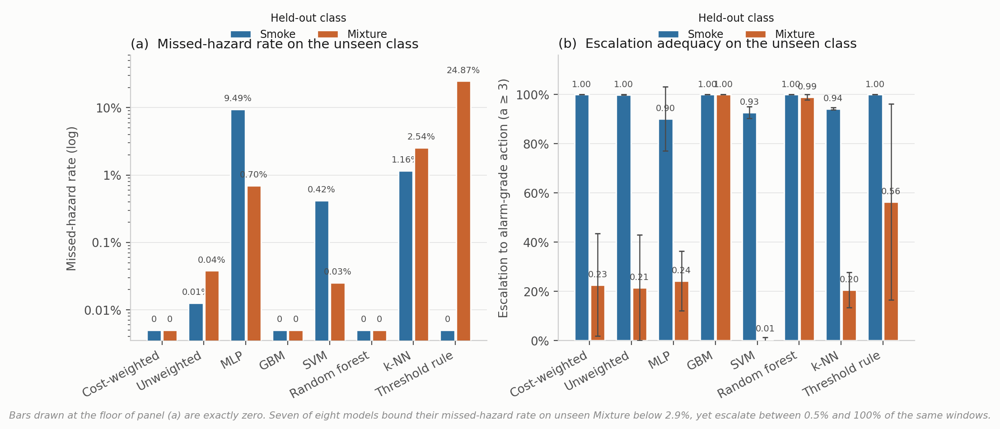 Held-out class
Smoke Mixture
(a) Missed-hazard rate on the unseen class
Missed-hazard rate (log)
10%
1%
0.1%
0.01%
0 0
0.01% 0.04%
9.49% 0.70%
0 0
0.42% 0.03%
0 0
1.16% 2.54%
0 24.87%
Cost-weighted
Unweighted
MLP
GBM
SVM
Random forest
k-NN
Threshold rule
Held-out class
Smoke Mixture
(b) Escalation adequacy on the unseen class
Escalation to alarm-grade action (a ≥ 3)
100%
80%
60%
40%
20%
0%
1.00 0.23
1.00 0.21
0.90 0.24
1.00 1.00
0.93 0.01
1.00 0.99
0.94 0.20
1.00 0.56
Cost-weighted
Unweighted
MLP
GBM
SVM
Random forest
k-NN
Threshold rule
Bars drawn at the floor of panel (a) are exactly zero. Seven of eight models bound their missed-hazard rate on unseen Mixture below 2.9%, yet escalate between 0.5% and 100% of the same windows.